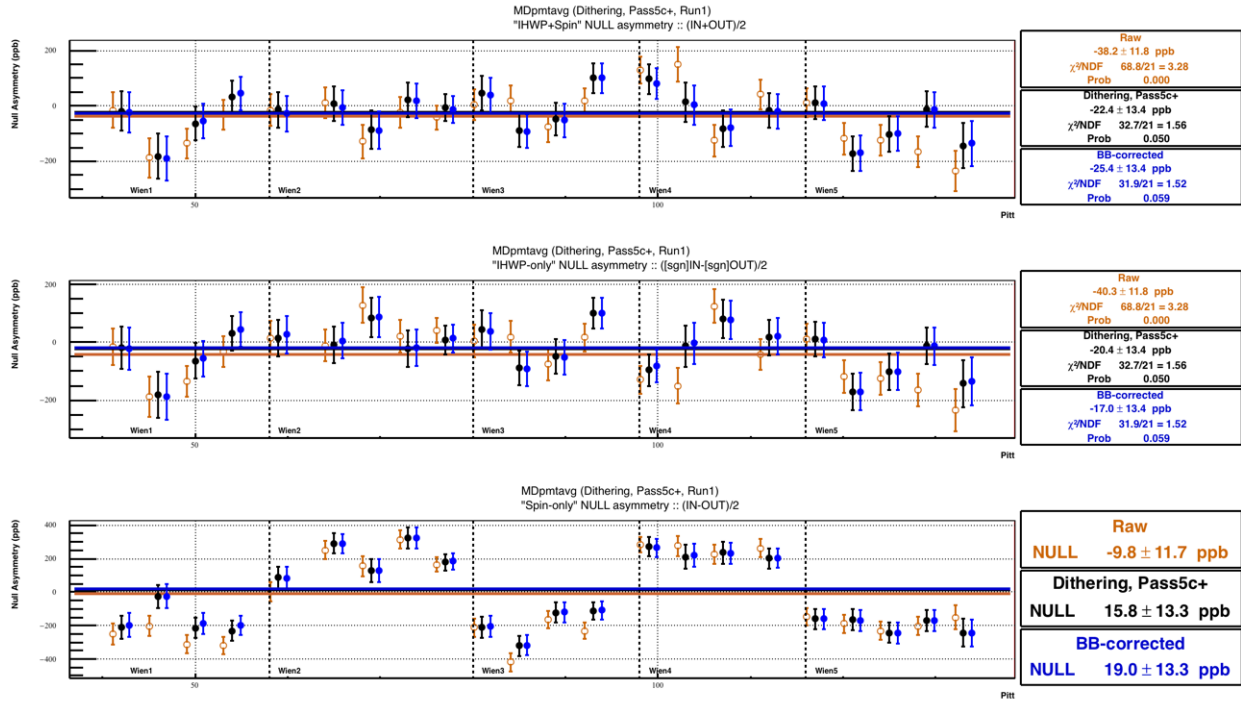 MDpmtavg (Dithering, Pass5c+, Run1)
"IHWP+Spin" NULL asymmetry :: (IN+OUT)/2
Null Asymmetry (ppb)
200
0
−200
Wien1
Wien2
Wien3
Wien4
Wien5
50
100
Pitt
Raw
-38.2 ± 11.8 ppb
χ²/NDF 68.8/21 = 3.28
Prob 0.000
Dithering, Pass5c+
-22.4 ± 13.4 ppb
χ²/NDF 32.7/21 = 1.56
Prob 0.050
BB-corrected
-25.4 ± 13.4 ppb
χ²/NDF 31.9/21 = 1.52
Prob 0.059
MDpmtavg (Dithering, Pass5c+, Run1)
"IHWP-only" NULL asymmetry :: ([sgn]IN-[sgn]OUT)/2
Null Asymmetry (ppb)
200
0
−200
Wien1
Wien2
Wien3
Wien4
Wien5
50
100
Pitt
Raw
-40.3 ± 11.8 ppb
χ²/NDF 68.8/21 = 3.28
Prob 0.000
Dithering, Pass5c+
-20.4 ± 13.4 ppb
χ²/NDF 32.7/21 = 1.56
Prob 0.050
BB-corrected
-17.0 ± 13.4 ppb
χ²/NDF 31.9/21 = 1.52
Prob 0.059
MDpmtavg (Dithering, Pass5c+, Run1)
"Spin-only" NULL asymmetry :: (IN-OUT)/2
Null Asymmetry (ppb)
400
200
0
−200
−400
Wien1
Wien2
Wien3
Wien4
Wien5
50
100
Pitt
Raw
NULL -9.8 ± 11.7 ppb
Dithering, Pass5c+
NULL 15.8 ± 13.3 ppb
BB-corrected
NULL 19.0 ± 13.3 ppb